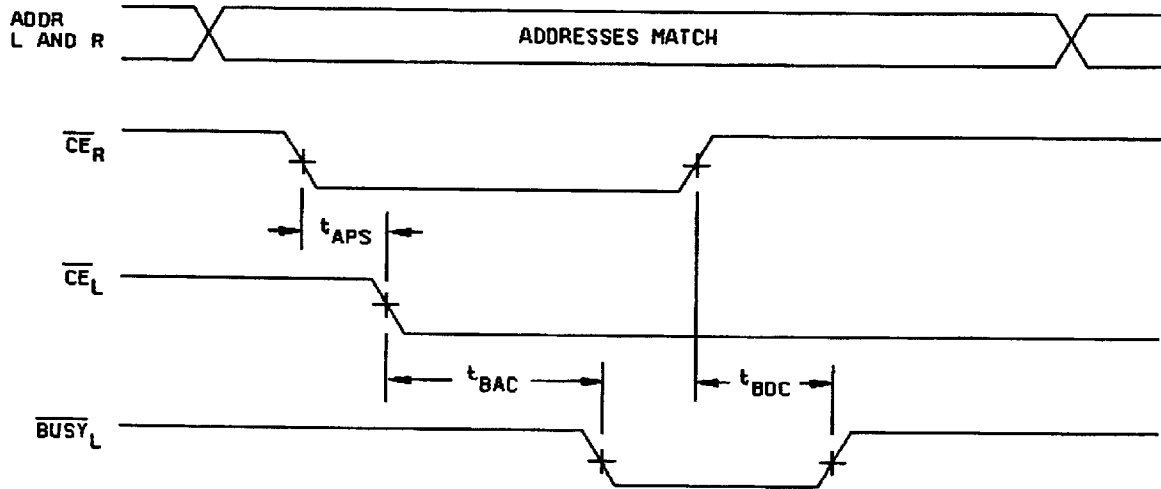 ADDR
L AND R
ADDRESSES MATCH
CE_R
t_APS
CE_L
t_BAC
t_BDC
BUSY_L